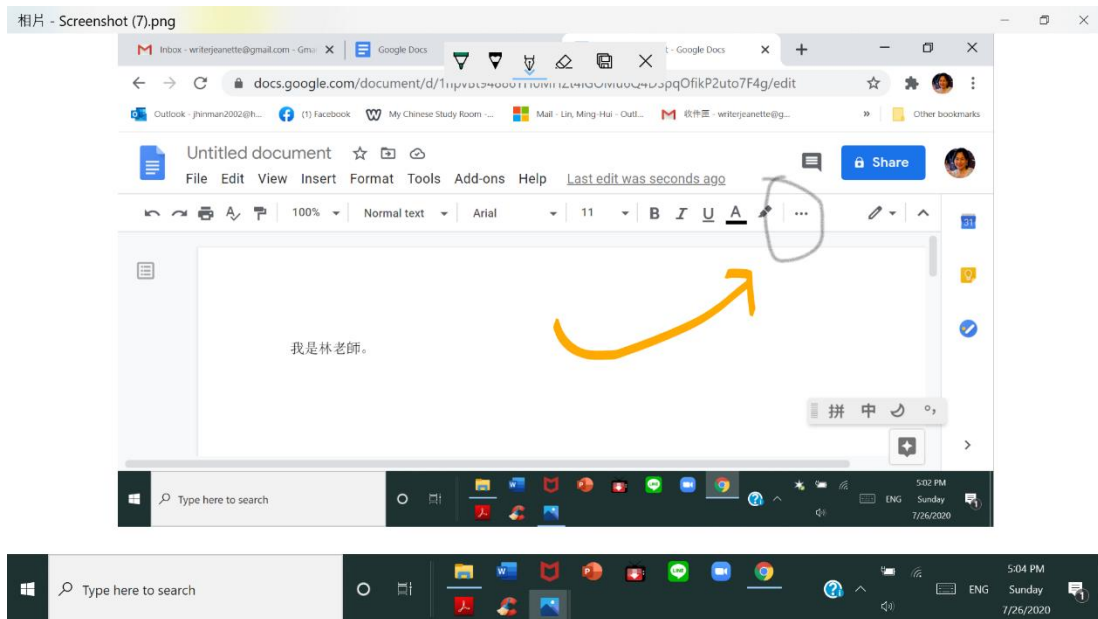 相片 - Screenshot (7).png
Inbox - writerjeanette@gmail.com - Gma
Google Docs
t - Google Docs
docs.google.com/document/d/
Outlook - jhinman2002@h...
(1) Facebook
My Chinese Study Room -...
Mail - Lin, Ming-Hui - Outl...
收件匣 - writerjeanette@g...
»
Other bookmarks
Untitled document
Share
File Edit View Insert Format Tools Add-ons Help Last edit was seconds ago
100% Normal text Arial 11 B I U A ...
31
我是林老師。
拼 中
Type here to search
ENG
5:02 PM
Sunday
7/26/2020
1
Type here to search
ENG
5:04 PM
Sunday
7/26/2020
1